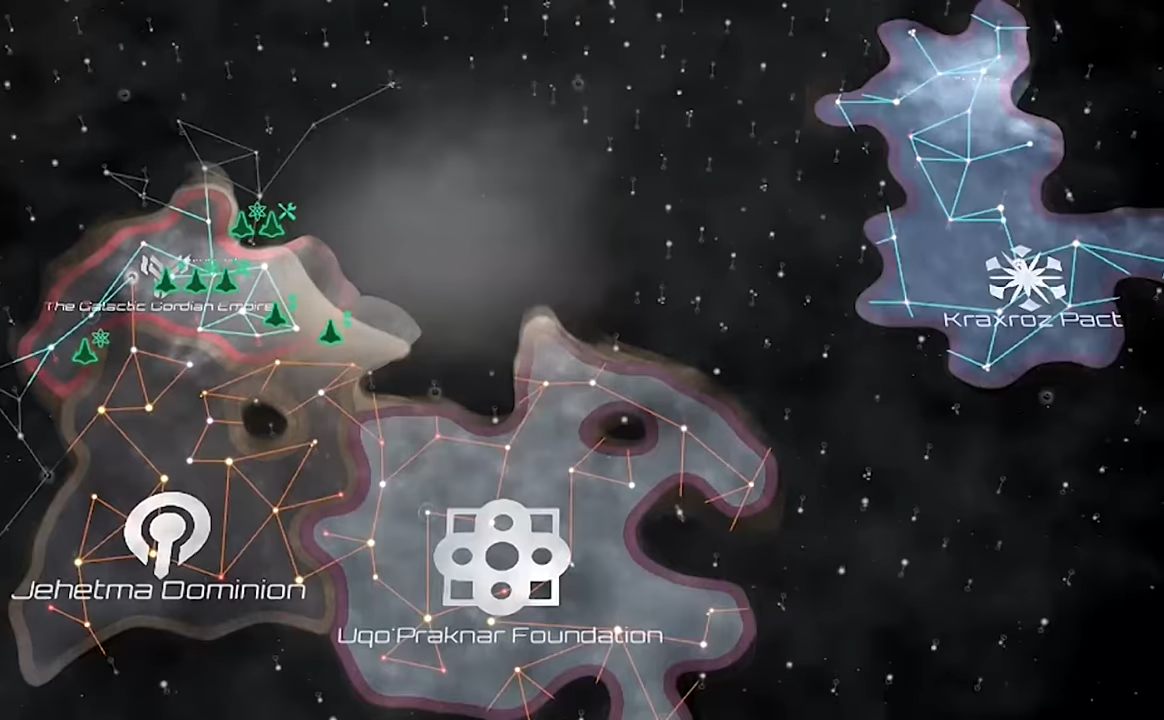 The Galactic Gordian Empire
Kraxroz Pact
Jehetma Dominion
Uqo'Praknar Foundation